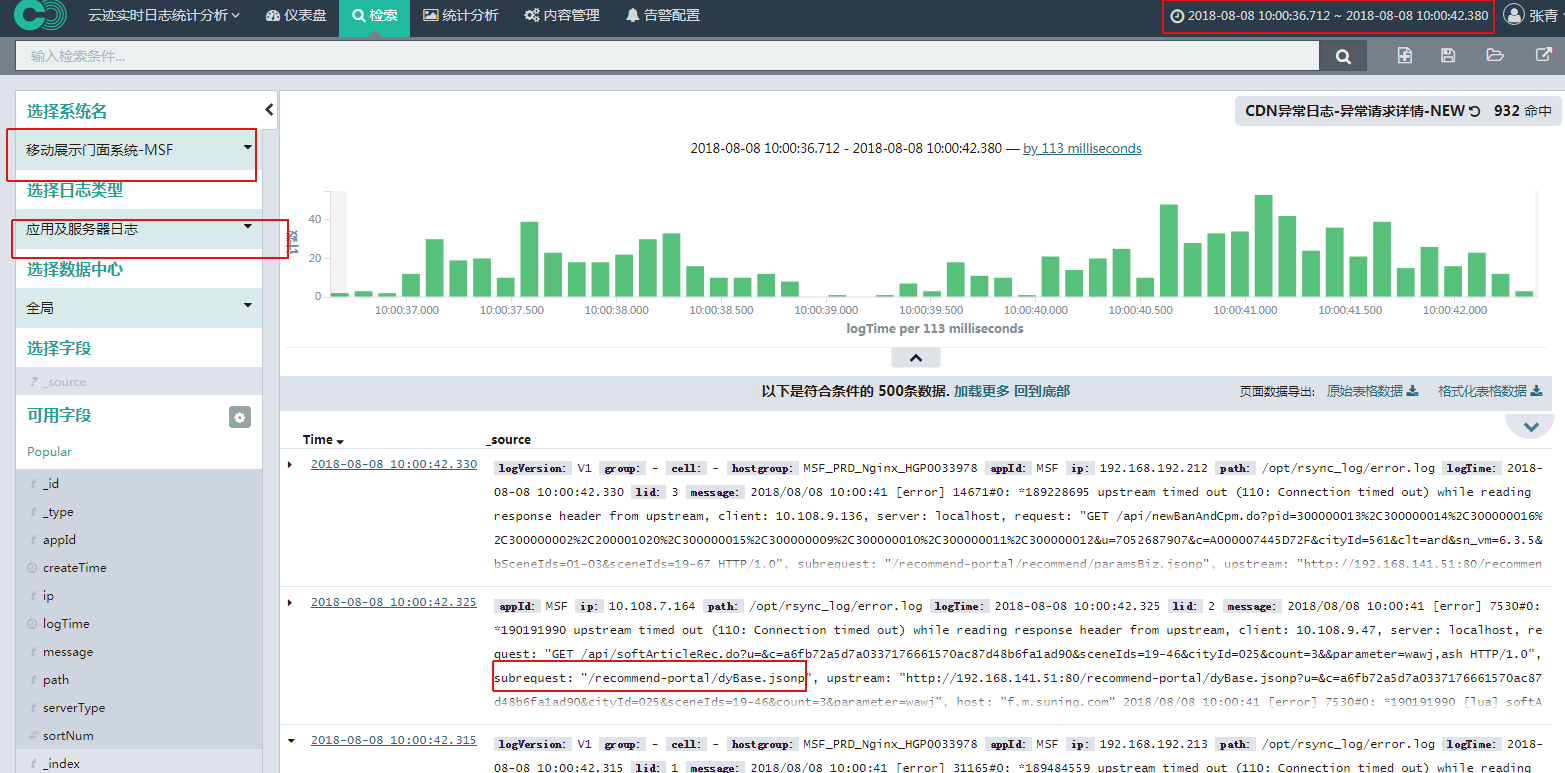 云迹实时日志统计分析 仪表盘 检索 统计分析 内容管理 告警配置 2018-08-08 10:00:36.712 ~ 2018-08-08 10:00:42.380 张青
输入检索条件...
选择系统名
移动展示门面系统-MSF
选择日志类型
应用及服务器日志
选择数据中心
全局
选择字段
? _source
可用字段
Popular
t _id
t _type
t appId
createTime
t ip
logTime
t message
t path
t serverType
# sortNum
t _index
CDN异常日志-异常请求详情-NEW 932 命中
2018-08-08 10:00:36.712 - 2018-08-08 10:00:42.380 — by 113 milliseconds
计数
40
20
0
10:00:37.000 10:00:37.500 10:00:38.000 10:00:38.500 10:00:39.000 10:00:39.500 10:00:40.000 10:00:40.500 10:00:41.000 10:00:41.500 10:00:42.000
logTime per 113 milliseconds
以下是符合条件的 500条数据. 加载更多 回到底部 页面数据导出: 原始表格数据 格式化表格数据
Time _source
2018-08-08 10:00:42.330 logVersion: V1 group: - cell: - hostgroup: MSF_PRD_Nginx_HGP0033978 appId: MSF ip: 192.168.192.212 path: /opt/rsync_log/error.log logTime: 2018-
08-08 10:00:42.330 lid: 3 message: 2018/08/08 10:00:41 [error] 14671#0: *189228695 upstream timed out (110: Connection timed out) while reading
response header from upstream, client: 10.108.9.136, server: localhost, request: "GET /api/newBanAndCpm.do?pid=300000013%2C300000014%2C300000016%
2C300000002%2C200001020%2C300000015%2C300000009%2C300000010%2C300000011%2C300000012&u=7052687907&c=A000007445D72F&cityId=561&clt=ard&sn_vm=6.3.5&
bSceneIds=01-03&sceneIds=19-67 HTTP/1.0", subrequest: "/recommend-portal/recommend/paramsBiz.jsonp", upstream: "http://192.168.141.51:80/recommen
2018-08-08 10:00:42.325 appId: MSF ip: 10.108.7.164 path: /opt/rsync_log/error.log logTime: 2018-08-08 10:00:42.325 lid: 2 message: 2018/08/08 10:00:41 [error] 7530#0:
*190191990 upstream timed out (110: Connection timed out) while reading response header from upstream, client: 10.108.9.47, server: localhost, re
quest: "GET /api/softArticleRec.do?u=&c=a6fb72a5d7a0337176661570ac87d48b6fa1ad90&sceneIds=19-46&cityId=025&count=3&&parameter=wawj,ash HTTP/1.0",
subrequest: "/recommend-portal/dyBase.jsonp", upstream: "http://192.168.141.51:80/recommend-portal/dyBase.jsonp?u=&c=a6fb72a5d7a0337176661570ac87
d48b6fa1ad90&cityId=025&sceneIds=19-46&count=3&parameter=wawj", host: "f.m.suning.com" 2018/08/08 10:00:41 [error] 7530#0: *190191990 [lua] softA
2018-08-08 10:00:42.315 logVersion: V1 group: - cell: - hostgroup: MSF_PRD_Nginx_HGP0033978 appId: MSF ip: 192.168.192.213 path: /opt/rsync_log/error.log logTime: 2018-
08-08 10:00:42.315 lid: 1 message: 2018/08/08 10:00:41 [error] 31165#0: *189484559 upstream timed out (110: Connection timed out) while reading